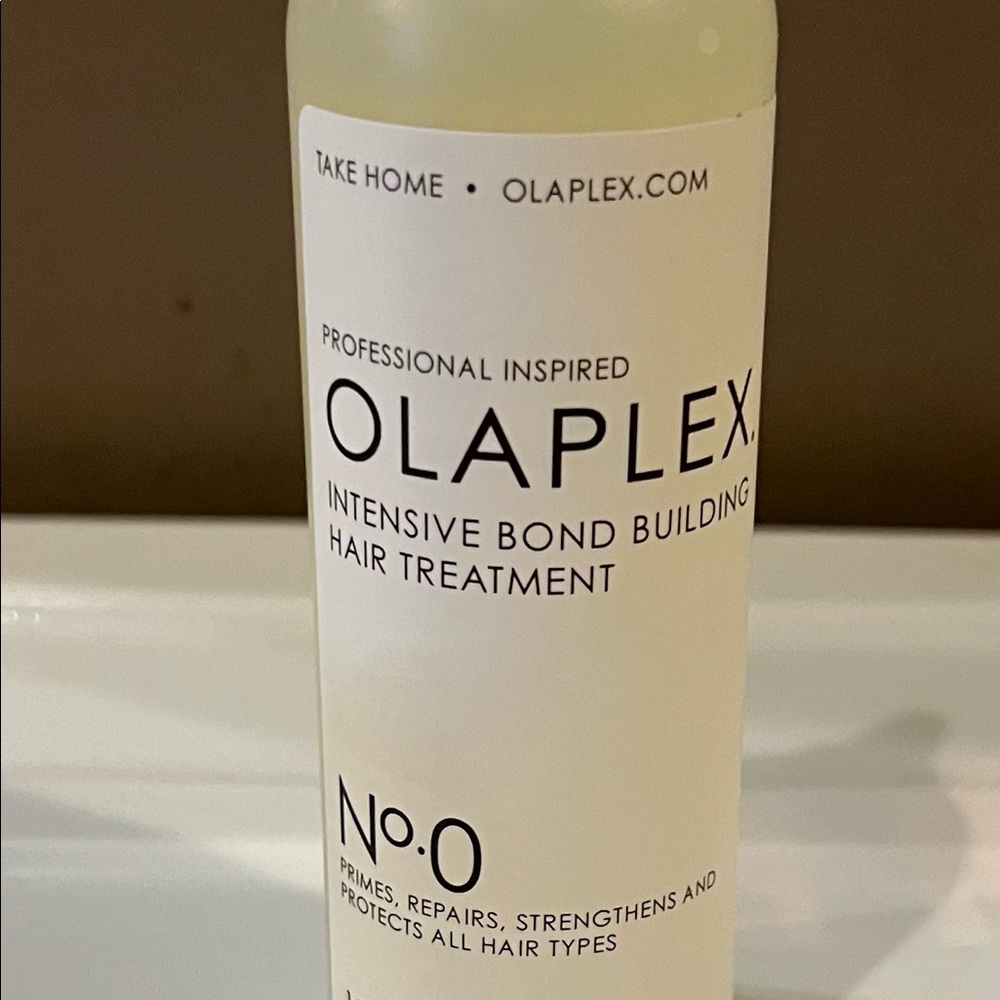 TAKE HOME • OLAPLEX.COM
PROFESSIONAL INSPIRED
OLAPLEX.
INTENSIVE BOND BUILDING
HAIR TREATMENT
No.0
PRIMES, REPAIRS, STRENGTHENS AND
PROTECTS ALL HAIR TYPES